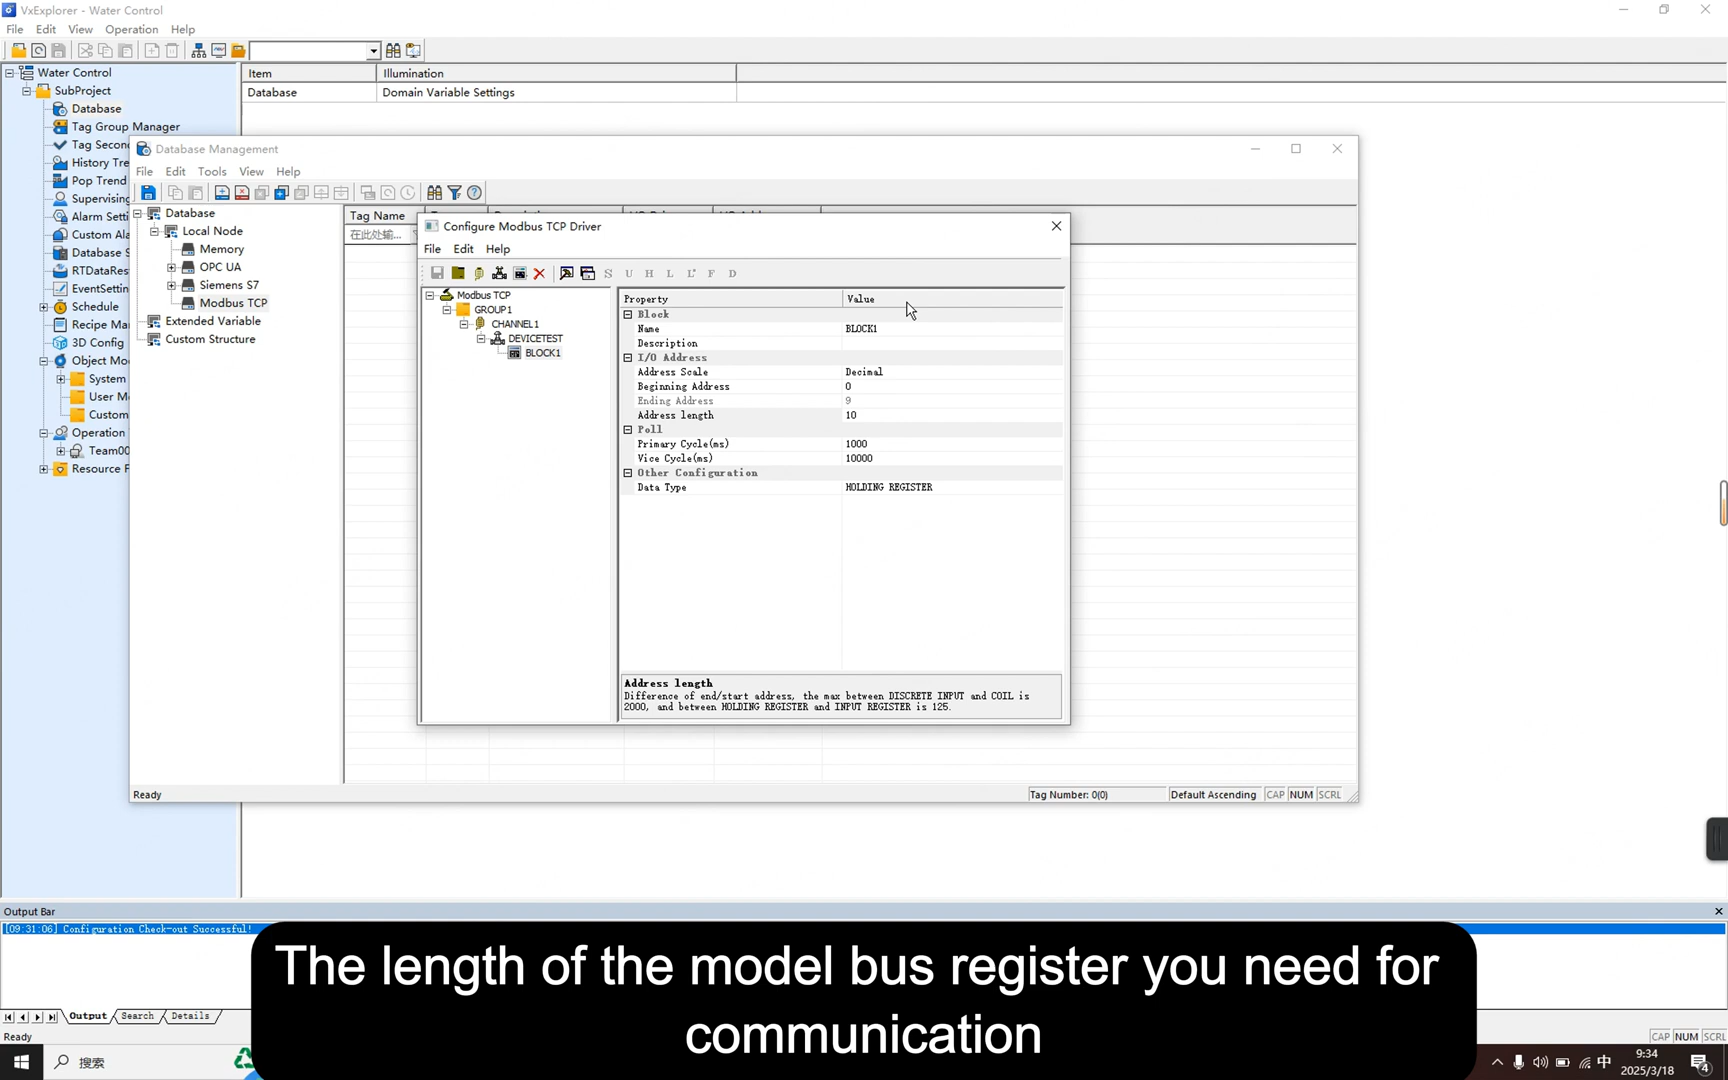 VxExplorer - Water Control
File Edit View Operation Help
Water Control
SubProject
Database
Tag Group Manager
Tag Secon
History Tre
Pop Trend
Supervising
Alarm Setti
Custom Ala
Database S
RTDataRes
EventSettin
Schedule
Recipe Ma
3D Config
Object Mo
System
User M
Custom
Operation
Team00
Resource F
Item Illumination
Database Domain Variable Settings
Database Management
File Edit Tools View Help
Database
Local Node
Memory
OPC UA
Siemens S7
Modbus TCP
Extended Variable
Custom Structure
Tag Name
在此处输...
Configure Modbus TCP Driver
File Edit Help
S U H L F D
Modbus TCP
GROUP1
CHANNEL1
DEVICETEST
BLOCK1
Property Value
Block
Name BLOCK1
Description
I/O Address
Address Scale Decimal
Beginning Address 0
Ending Address 9
Address length 10
Poll
Primary Cycle(ms) 1000
Vice Cycle(ms) 10000
Other Configuration
Data Type HOLDING REGISTER
Address length
Difference of end/start address, the max between DISCRETE INPUT and COIL is
2000, and between HOLDING REGISTER and INPUT REGISTER is 125.
Ready Tag Number: 0(0) Default Ascending CAP NUM SCRL
Output Bar
[09:31:06] Configuration Check-out Successful!
Output Search Details
Ready CAP NUM SCRL
The length of the model bus register you need for
communication
搜索
中
9:34
2025/3/18
4